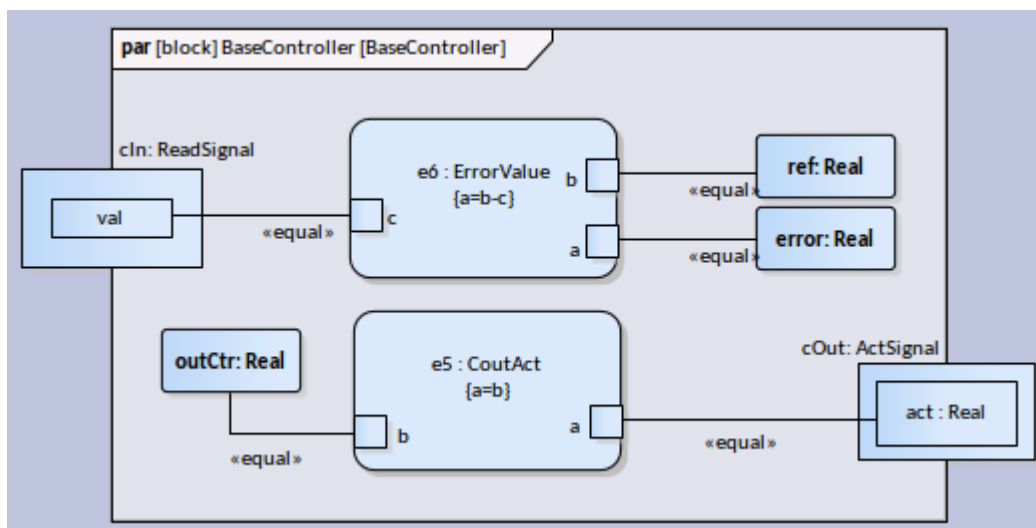 par [block] BaseController [BaseController]
cIn: ReadSignal
val
«equal»
c
e6 : ErrorValue
{a=b-c}
b
a
«equal»
ref: Real
«equal»
error: Real
outCtr: Real
«equal»
b
e5 : CoutAct
{a=b}
a
«equal»
cOut: ActSignal
act : Real